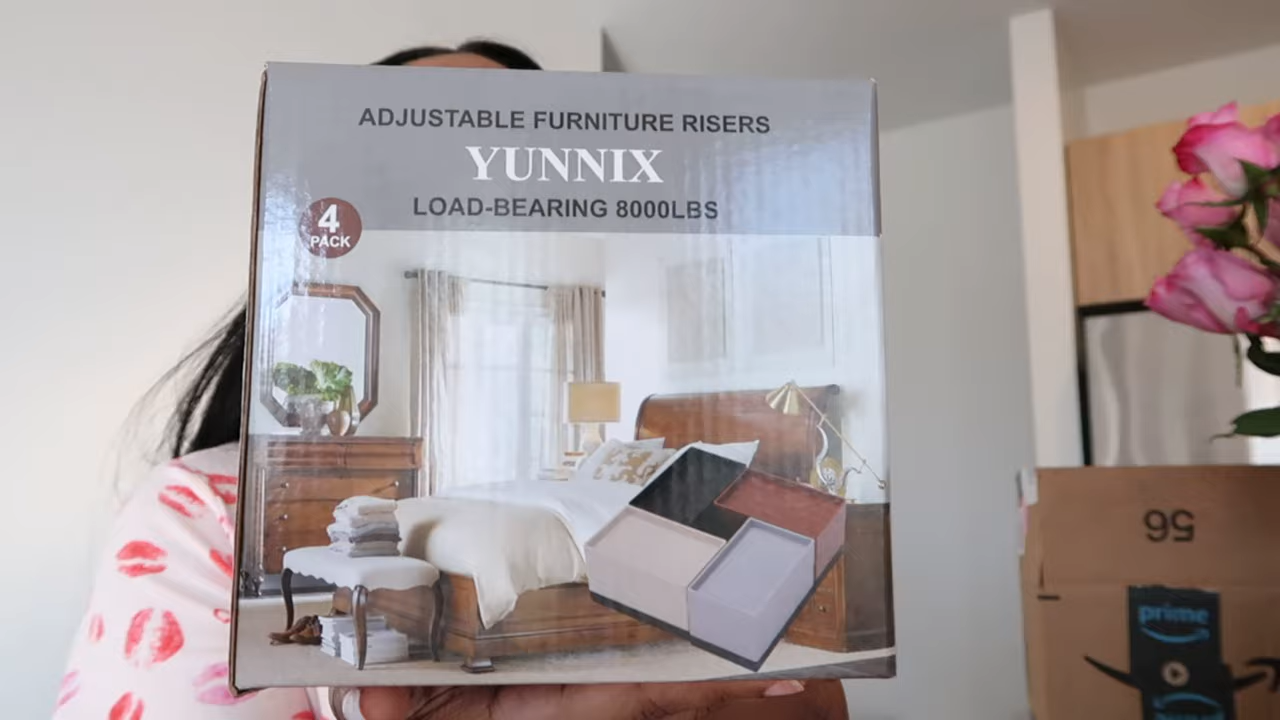 ADJUSTABLE FURNITURE RISERS
YUNNIX
LOAD-BEARING 8000LBS
4
PACK
56
prime